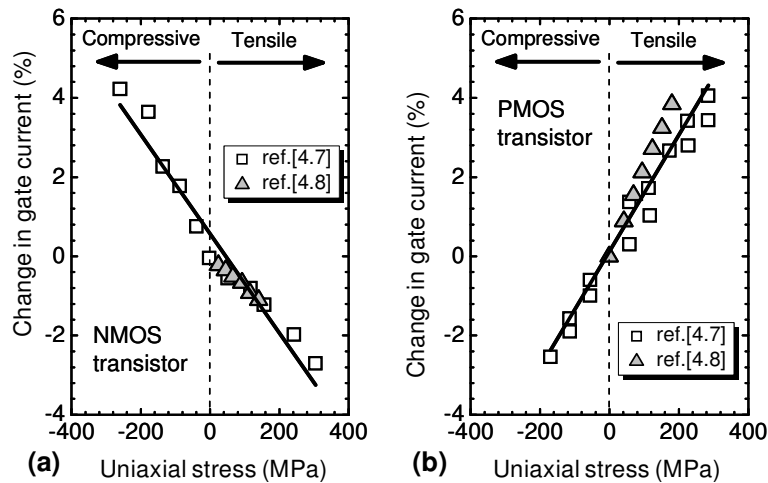 Change in gate current (%)
6
4
2
0
-2
-4
-400 -200 0 200 400
Uniaxial stress (MPa)
Compressive Tensile
ref.[4.7]
ref.[4.8]
NMOS
transistor
(a)
Change in gate current (%)
6
4
2
0
-2
-4
-400 -200 0 200 400
Uniaxial stress (MPa)
Compressive Tensile
PMOS
transistor
ref.[4.7]
ref.[4.8]
(b)